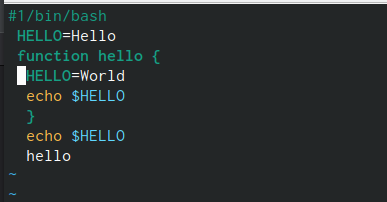 #1/bin/bash
HELLO=Hello
function hello {
HELLO=World
echo $HELLO
}
echo $HELLO
hello
~
~